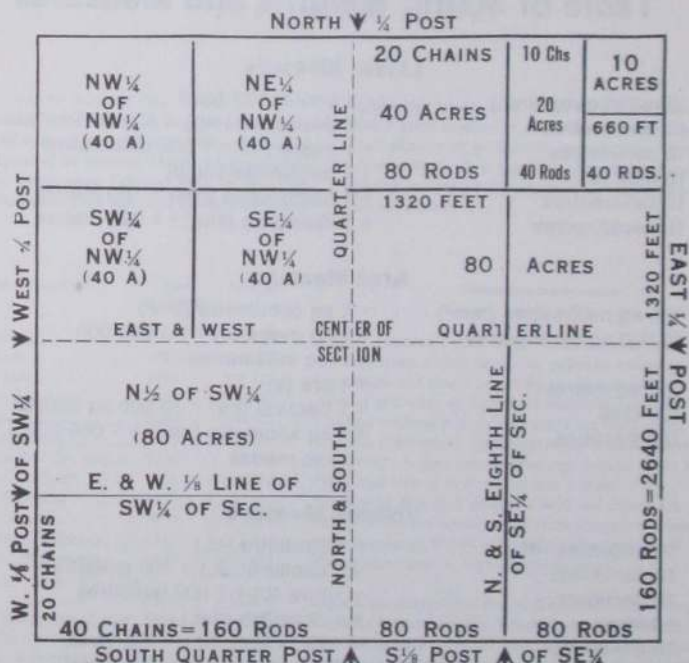 NORTH ¼ POST
NW¼
OF
NW¼
(40 A)
NE¼
OF
NW¼
(40 A)
20 CHAINS
40 ACRES
80 RODS
10 Chs
20
Acres
40 Rods
10
ACRES
660 FT
40 RDS.
SW¼
OF
NW¼
(40 A)
SE¼
OF
NW¼
(40 A)
QUARTER LINE
1320 FEET
80 ACRES
1320 FEET
WEST ¼ POST
EAST ¼ POST
EAST & WEST CENTER OF QUARTER LINE
SECTION
N½ OF SW¼
(80 ACRES)
E. & W. ⅛ LINE OF
SW¼ OF SEC.
NORTH & SOUTH
N. & S. EIGHTH LINE
OF SE¼ OF SEC.
160 RODS=2640 FEET
W. ⅛ POST OF SW¼
20 CHAINS
40 CHAINS=160 RODS 80 RODS 80 RODS
SOUTH QUARTER POST S⅛ POST OF SE¼